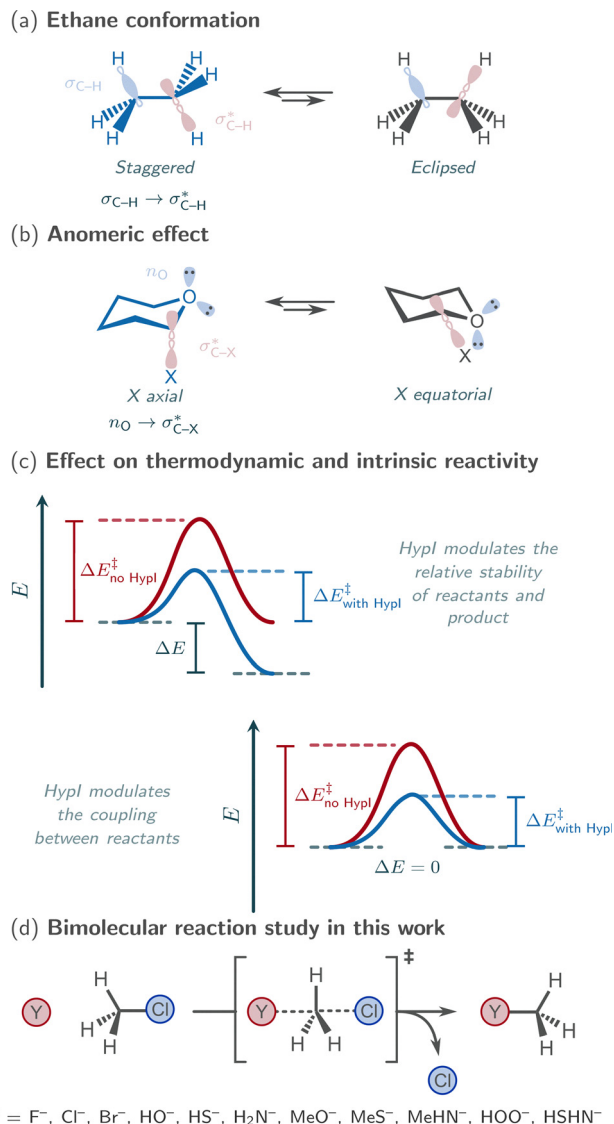 (a) Ethane conformation
H H H H H
σC–H
H H H σ*C–H H H H
Staggered Eclipsed
σC–H → σ*C–H
(b) Anomeric effect
nO
O
σ*C–X O
X X
X axial X equatorial
nO → σ*C–X
(c) Effect on thermodynamic and intrinsic reactivity
E
ΔE‡no HypI
ΔE‡with HypI
ΔE
HypI modulates the
relative stability
of reactants and
product
HypI modulates
the coupling
between reactants
E
ΔE‡no HypI
ΔE‡with HypI
ΔE = 0
(d) Bimolecular reaction study in this work
‡
H H H
Y Cl Y Cl Y
H H H H H H
Cl
= F−, Cl−, Br−, HO−, HS−, H2N−, MeO−, MeS−, MeHN−, HOO−, HSHN−